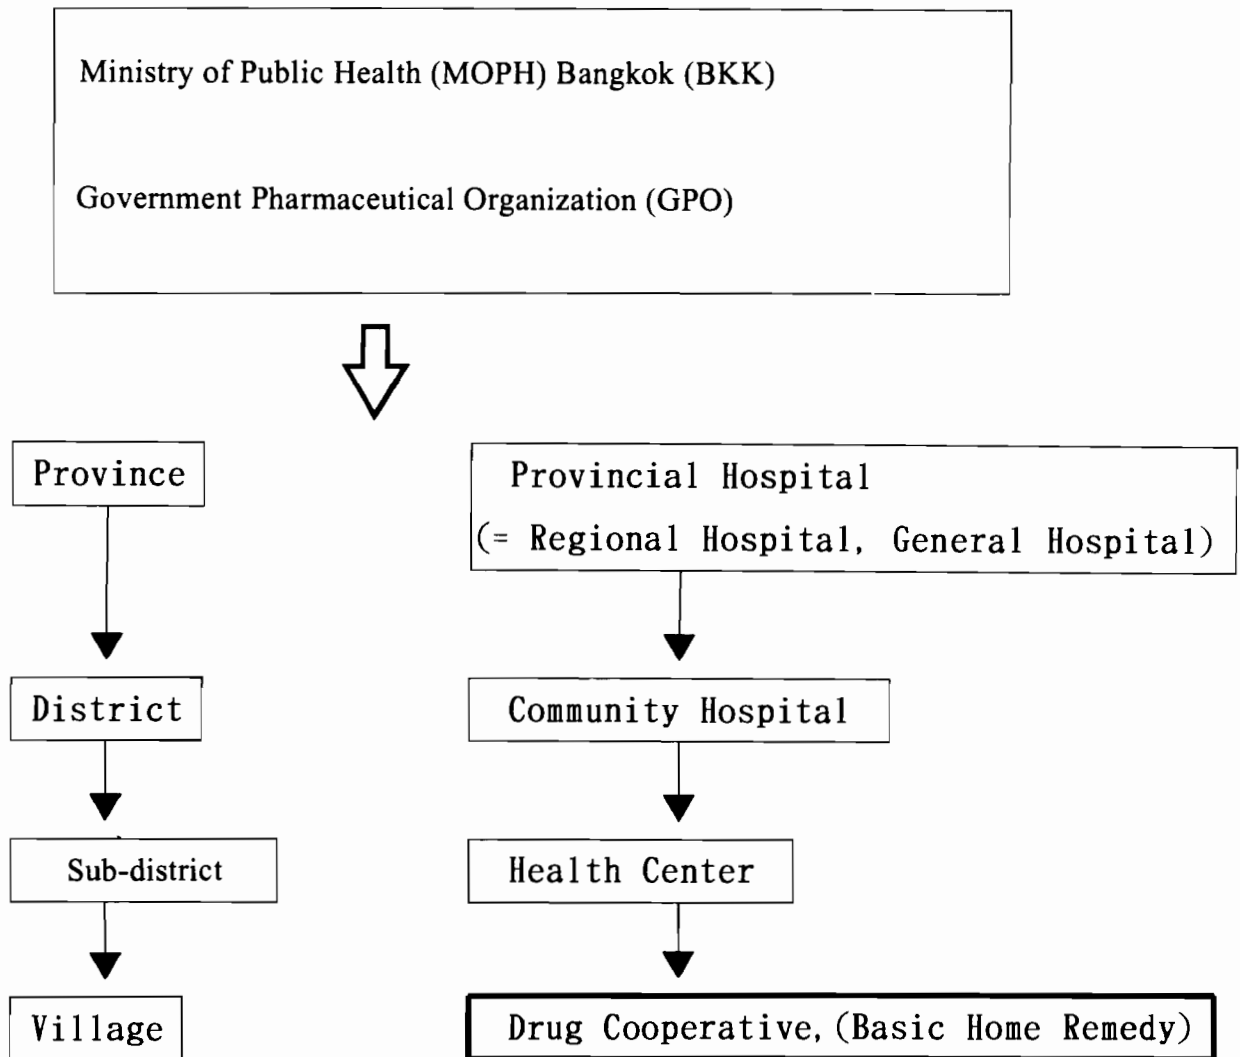 Ministry of Public Health (MOPH) Bangkok (BKK)
Government Pharmaceutical Organization (GPO)
Province
Provincial Hospital
(= Regional Hospital, General Hospital)
District
Community Hospital
Sub-district
Health Center
Village
Drug Cooperative, (Basic Home Remedy)